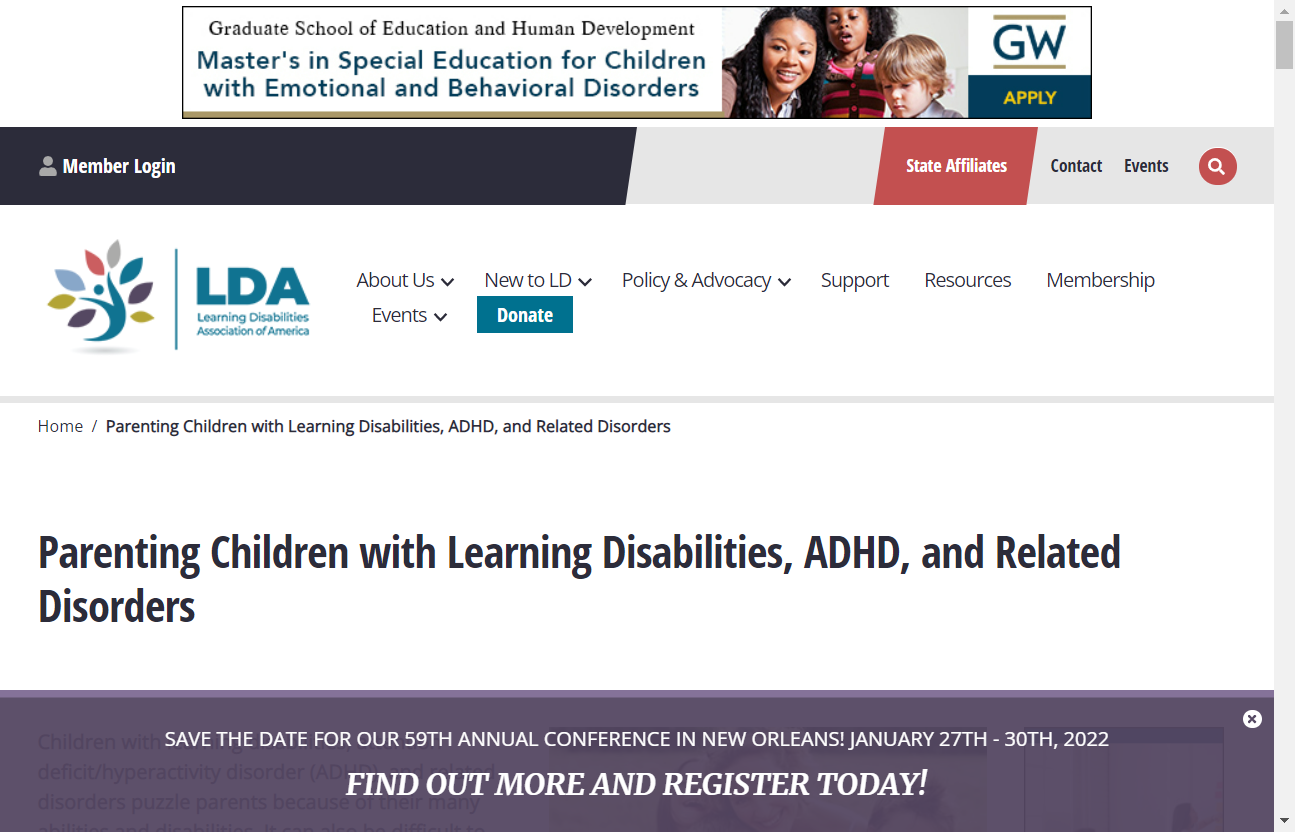 Graduate School of Education and Human Development
Master's in Special Education for Children
with Emotional and Behavioral Disorders
GW
APPLY
Member Login
State Affiliates
Contact
Events
LDA
Learning Disabilities
Association of America
About Us
New to LD
Policy & Advocacy
Support
Resources
Membership
Events
Donate
Home / Parenting Children with Learning Disabilities, ADHD, and Related Disorders
Parenting Children with Learning Disabilities, ADHD, and Related
Disorders
SAVE THE DATE FOR OUR 59TH ANNUAL CONFERENCE IN NEW ORLEANS! JANUARY 27TH - 30TH, 2022
FIND OUT MORE AND REGISTER TODAY!
Children with learning disabilities,
deficit/hyperactivity disorder (ADHD), and related
disorders puzzle parents because of their many
abilities and disabilities. It can also be difficult to